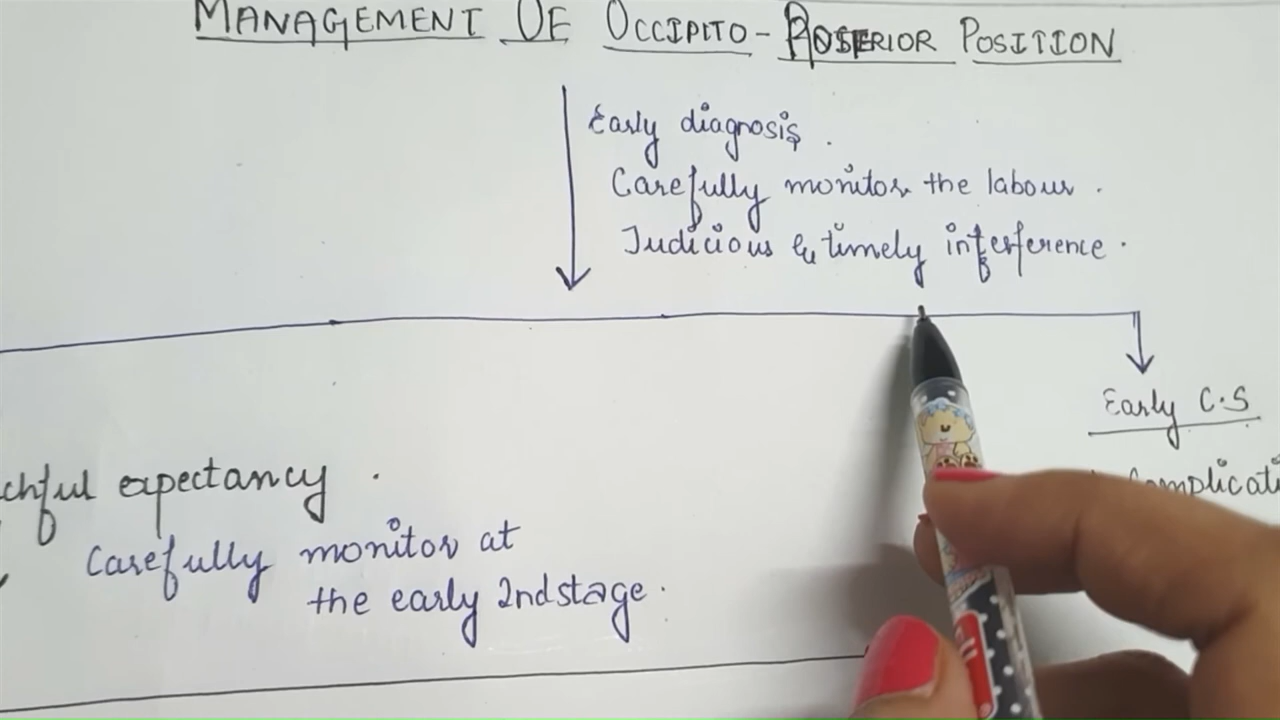 MANAGEMENT OF OCCIPITO-POSTERIOR POSITION
Early diagnosis.
Carefully monitor the labour.
Judicious & timely interference.
Early C.S
chful expectancy.
Complicati
Carefully monitor at
the early 2nd stage.